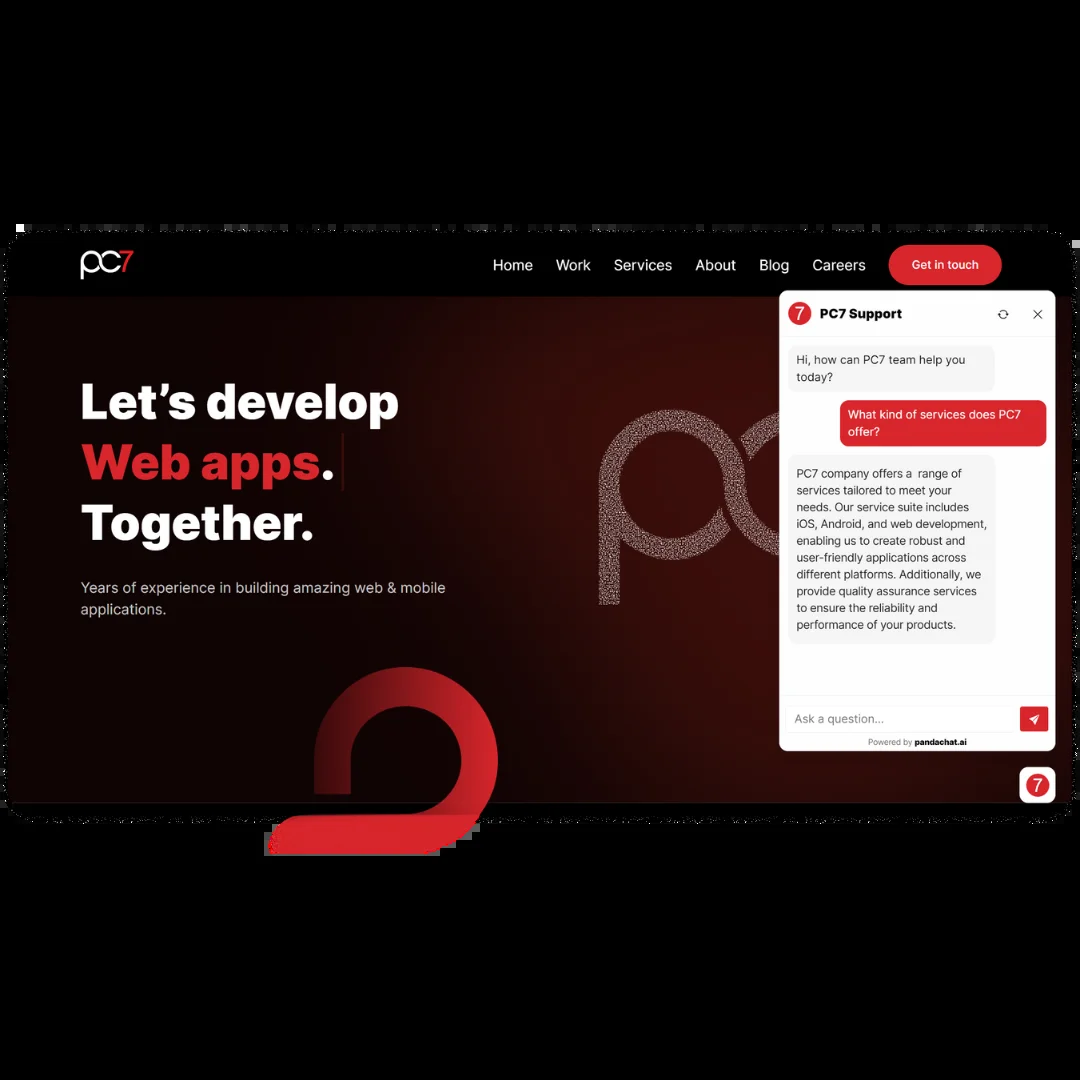 pc7
Home Work Services About Blog Careers Get in touch
Let's develop
Web apps.
Together.
Years of experience in building amazing web & mobile
applications.
pc
7 PC7 Support
Hi, how can PC7 team help you
today?
What kind of services does PC7
offer?
PC7 company offers a range of
services tailored to meet your
needs. Our service suite includes
iOS, Android, and web development,
enabling us to create robust and
user-friendly applications across
different platforms. Additionally, we
provide quality assurance services
to ensure the reliability and
performance of your products.
Ask a question...
Powered by pandachat.ai
7